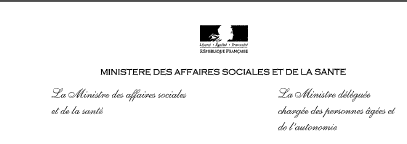 Liberté • Égalité • Fraternité
RÉPUBLIQUE FRANÇAISE
MINISTERE DES AFFAIRES SOCIALES ET DE LA SANTE
La Ministre des affaires sociales
et de la santé
La Ministre déléguée
chargée des personnes âgées et
de l'autonomie